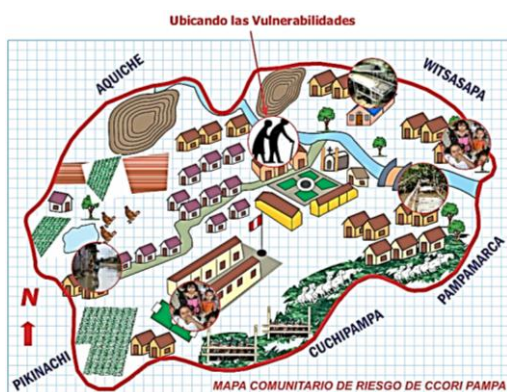 Ubicando las Vulnerabilidades
AQUICHE
WITSASAPA
PAMPAMARCA
N
CUCHIPAMPA
PIKINACHI
MAPA COMUNITARIO DE RIESGO DE CCORI PAMPA